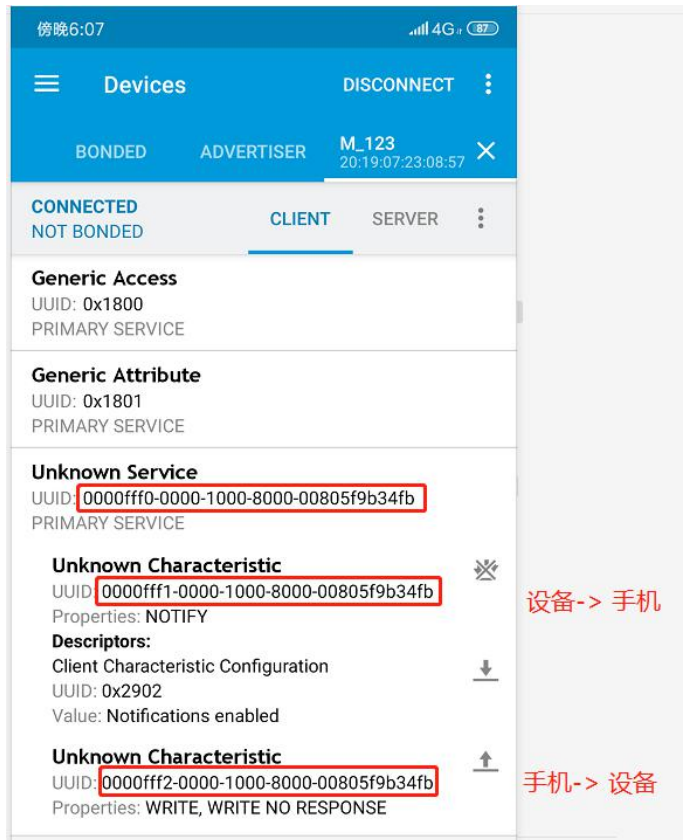 傍晚6:07
4G 87
Devices
DISCONNECT
BONDED
ADVERTISER
M_123
20:19:07:23:08:57
CONNECTED
NOT BONDED
CLIENT
SERVER
Generic Access
UUID: 0x1800
PRIMARY SERVICE
Generic Attribute
UUID: 0x1801
PRIMARY SERVICE
Unknown Service
UUID: 0000fff0-0000-1000-8000-00805f9b34fb
PRIMARY SERVICE
Unknown Characteristic
UUID: 0000fff1-0000-1000-8000-00805f9b34fb
Properties: NOTIFY
设备-> 手机
Descriptors:
Client Characteristic Configuration
UUID: 0x2902
Value: Notifications enabled
Unknown Characteristic
UUID: 0000fff2-0000-1000-8000-00805f9b34fb
手机-> 设备
Properties: WRITE, WRITE NO RESPONSE